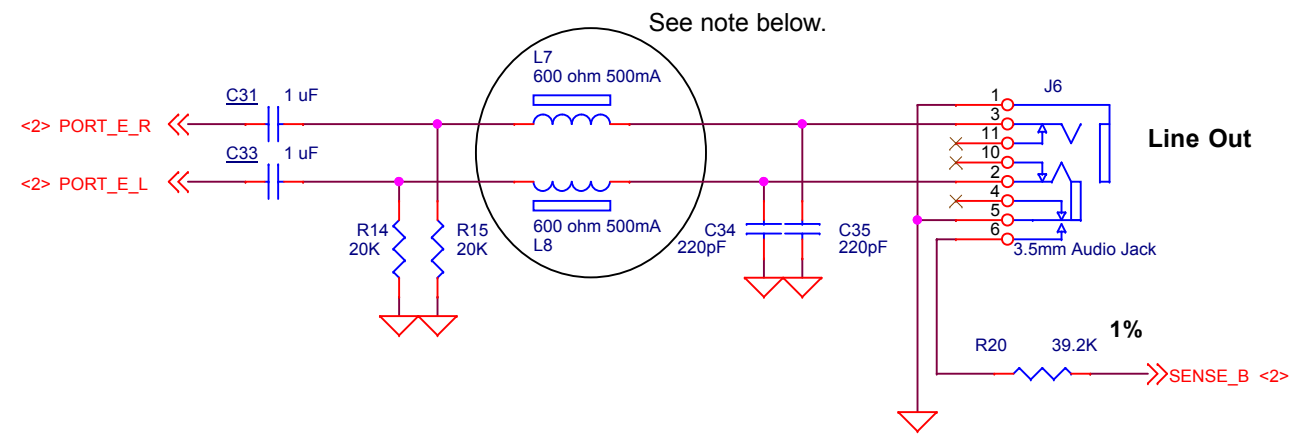 See note below.
L7
600 ohm 500mA
C31 1 uF
<2> PORT_E_R
C33 1 uF
<2> PORT_E_L
600 ohm 500mA
L8
R14
20K
R15
20K
C34
220pF
C35
220pF
J6
1
3
11
10
2
4
5
6
3.5mm Audio Jack
Line Out
R20 39.2K 1%
SENSE_B <2>